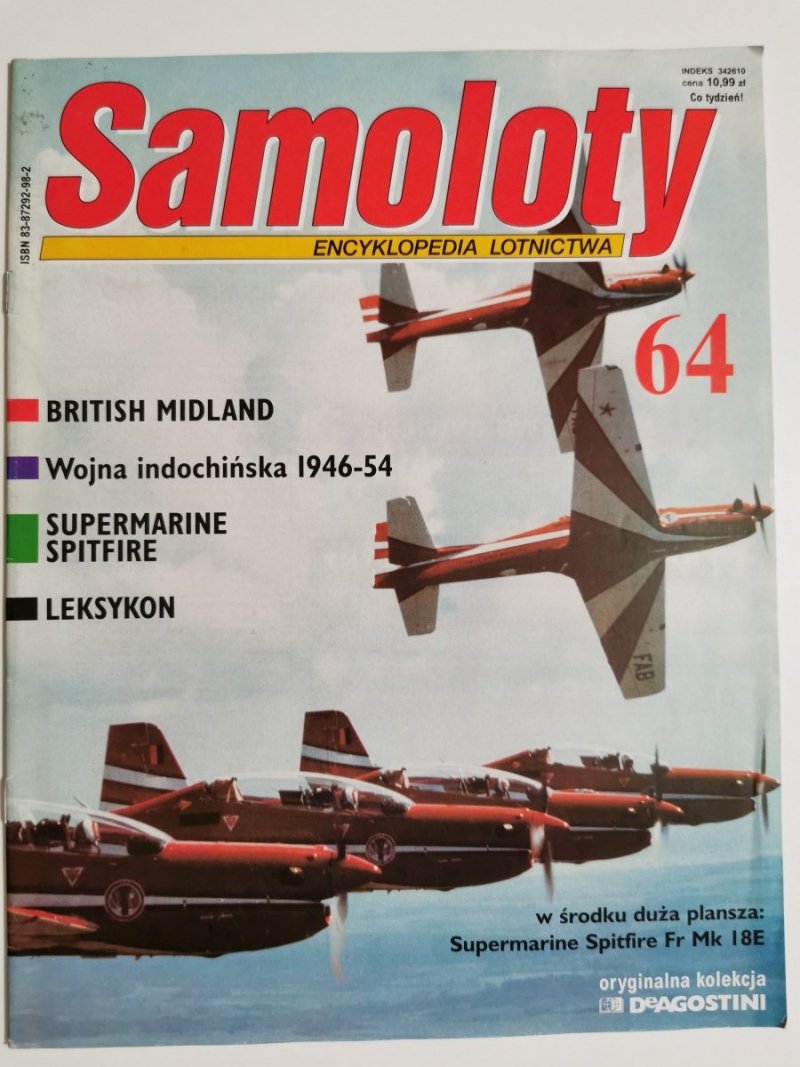 INDEKS 342610
cena 10,99 zł
Co tydzień!
Samoloty
ENCYKLOPEDIA LOTNICTWA
ISBN 83-87292-98-2
64
BRITISH MIDLAND
Wojna indochińska 1946-54
SUPERMARINE
SPITFIRE
LEKSYKON
FAB
w środku duża plansza:
Supermarine Spitfire Fr Mk 18E
oryginalna kolekcja
DeAGOSTINI